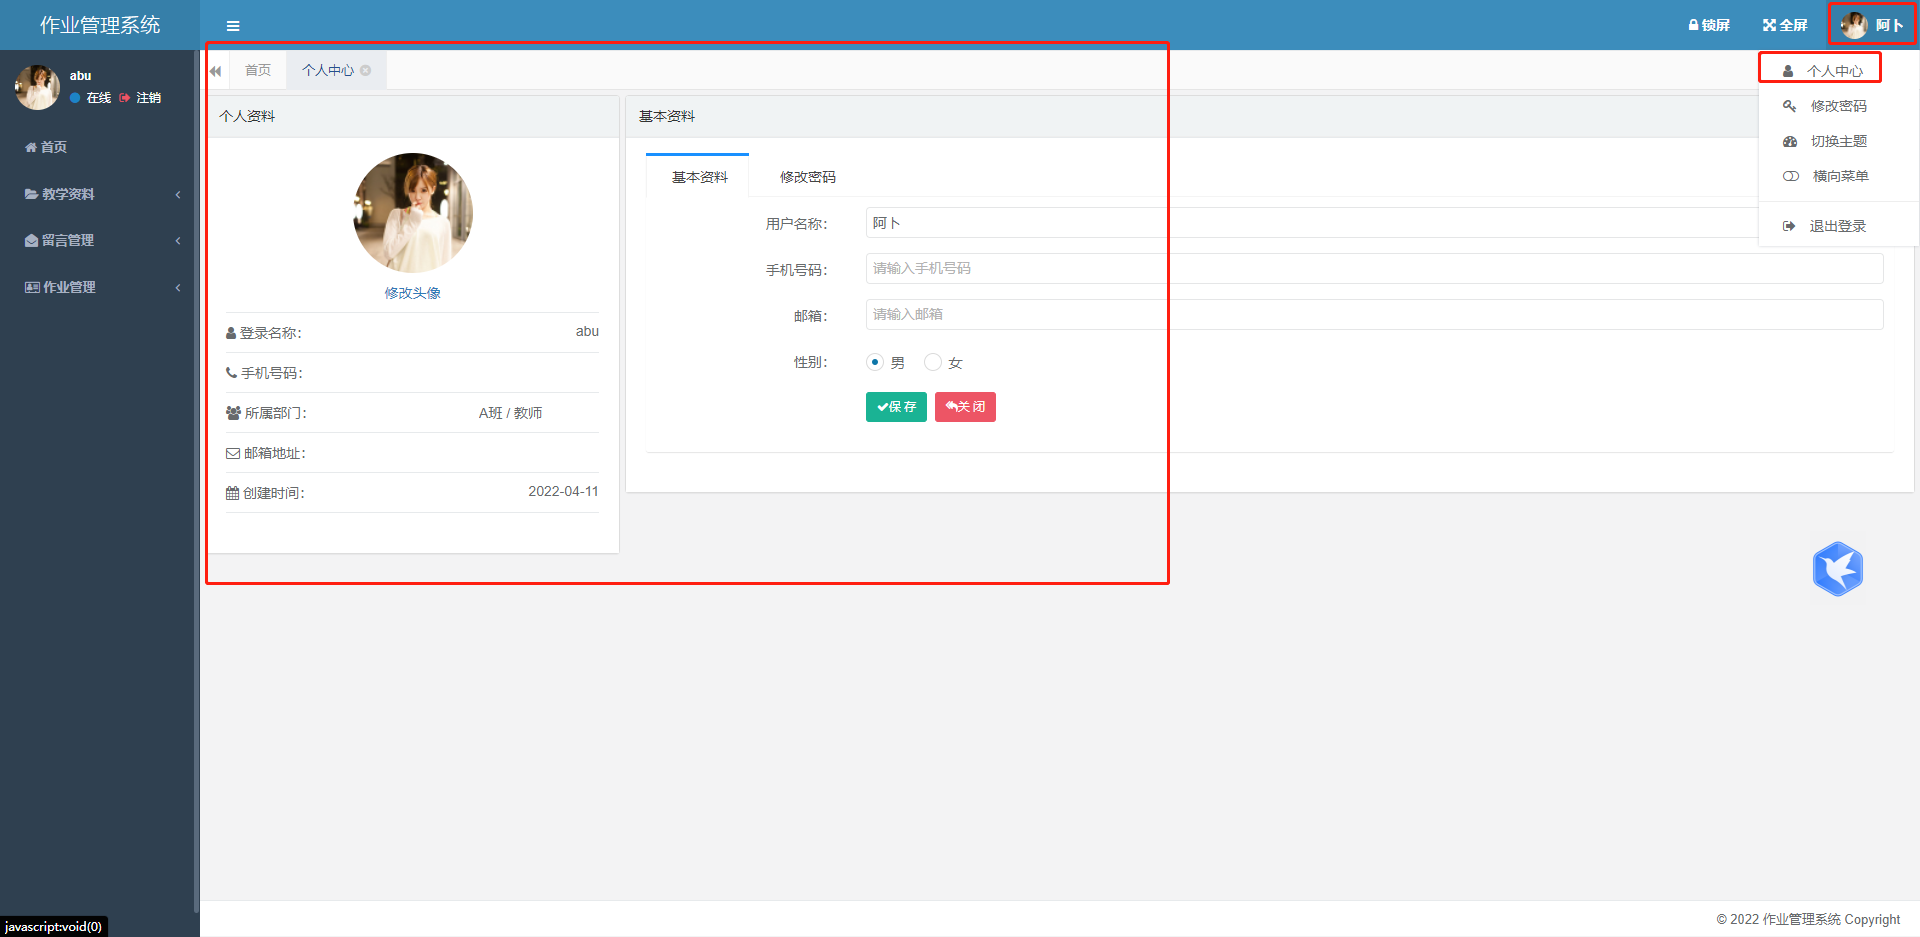 作业管理系统
锁屏 全屏 阿卜
abu
在线 注销
首页
教学资料
留言管理
作业管理
首页 个人中心
个人资料
修改头像
登录名称： abu
手机号码：
所属部门： A班 / 教师
邮箱地址：
创建时间： 2022-04-11
基本资料
基本资料 修改密码
用户名称： 阿卜
手机号码： 请输入手机号码
邮箱： 请输入邮箱
性别： 男 女
保存 关闭
个人中心
修改密码
切换主题
横向菜单
退出登录
© 2022 作业管理系统 Copyright
javascript:void(0)